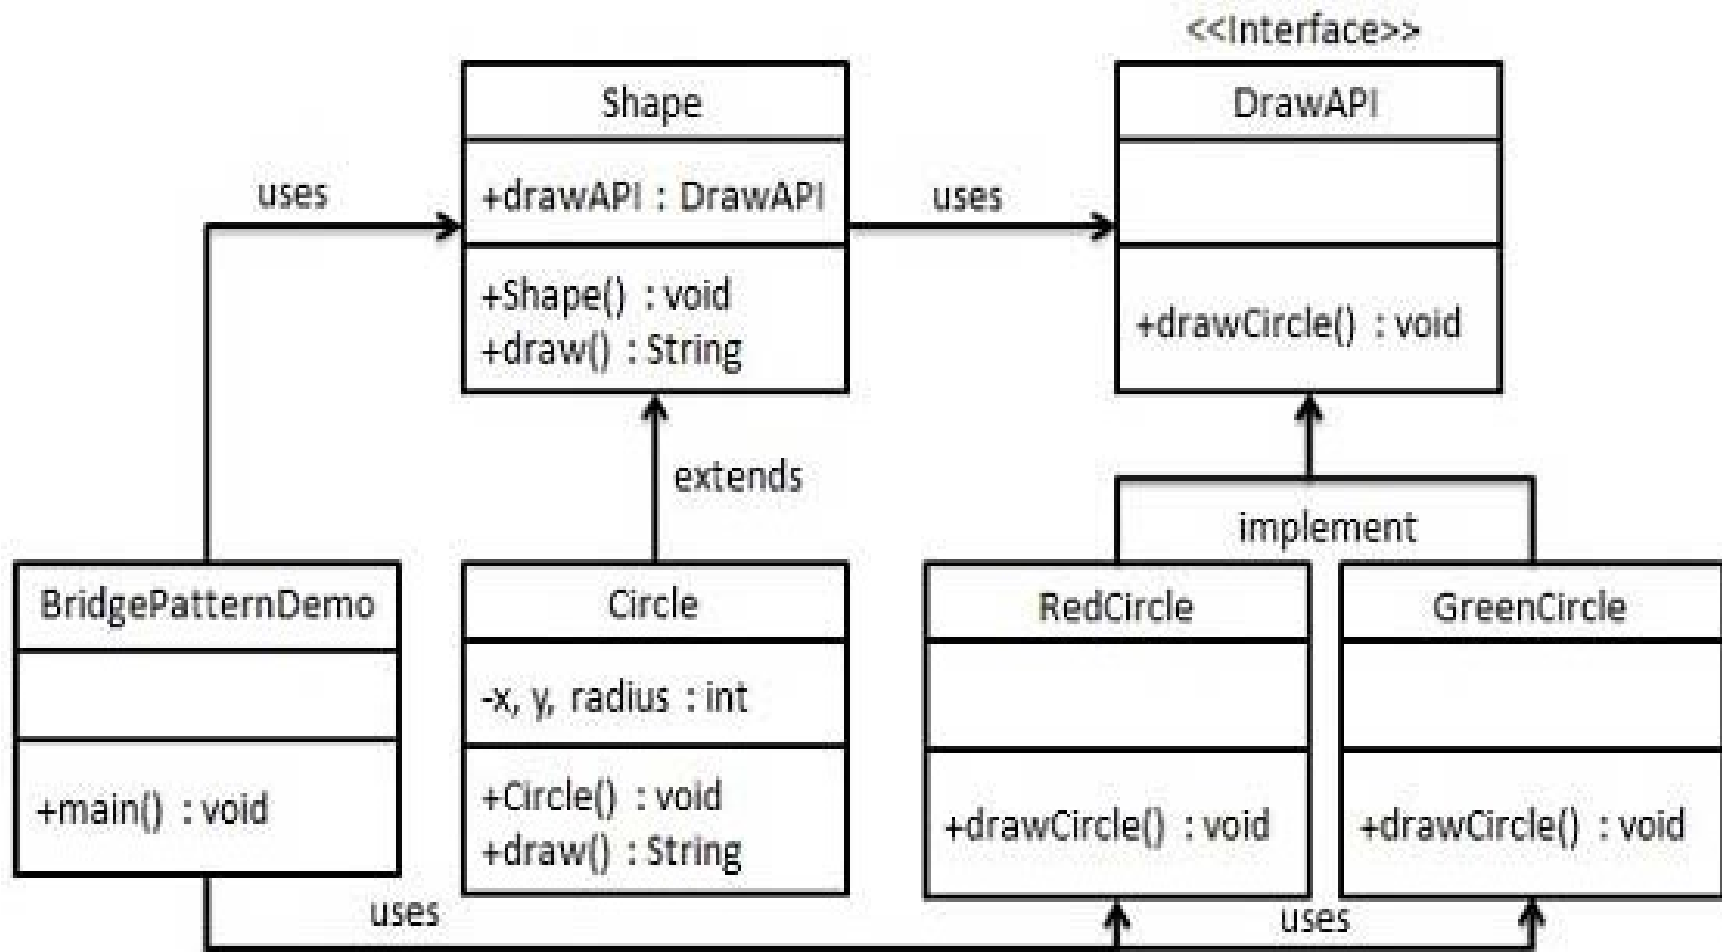 <<Interface>>
Shape
DrawAPI
+drawAPI : DrawAPI
uses
uses
+Shape() : void
+draw() : String
+drawCircle() : void
extends
implement
BridgePatternDemo
Circle
RedCircle
GreenCircle
-x, y, radius : int
+main() : void
+Circle() : void
+draw() : String
+drawCircle() : void
+drawCircle() : void
uses
uses